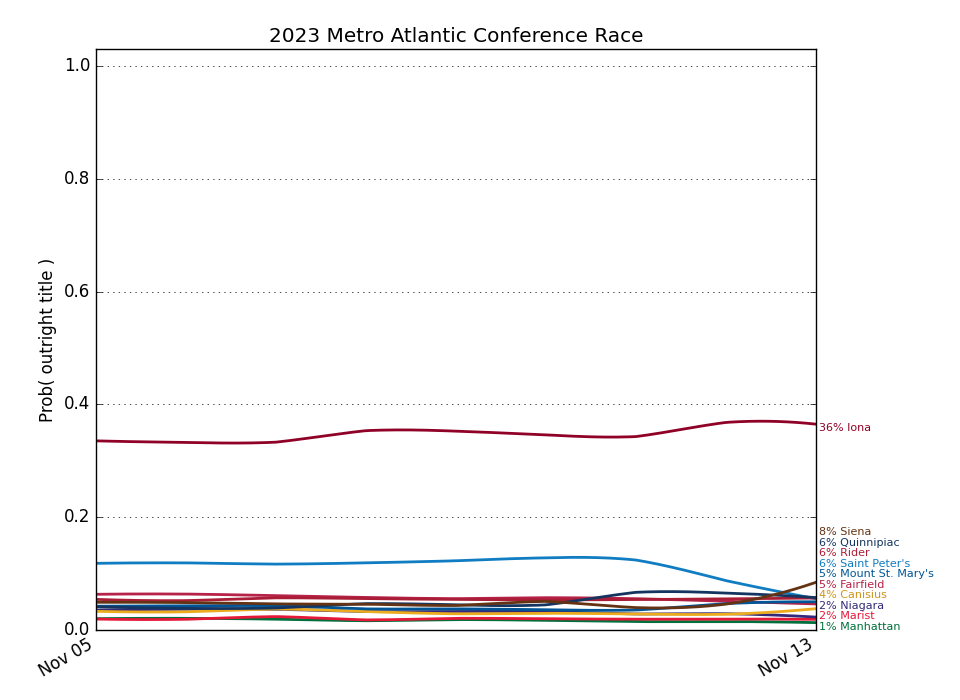 2023 Metro Atlantic Conference Race
Prob( outright title )
1.0
0.8
0.6
0.4
0.2
0.0
Nov 05
Nov 13
36% Iona
8% Siena
6% Quinnipiac
6% Rider
6% Saint Peter's
5% Mount St. Mary's
5% Fairfield
4% Canisius
2% Niagara
2% Marist
1% Manhattan